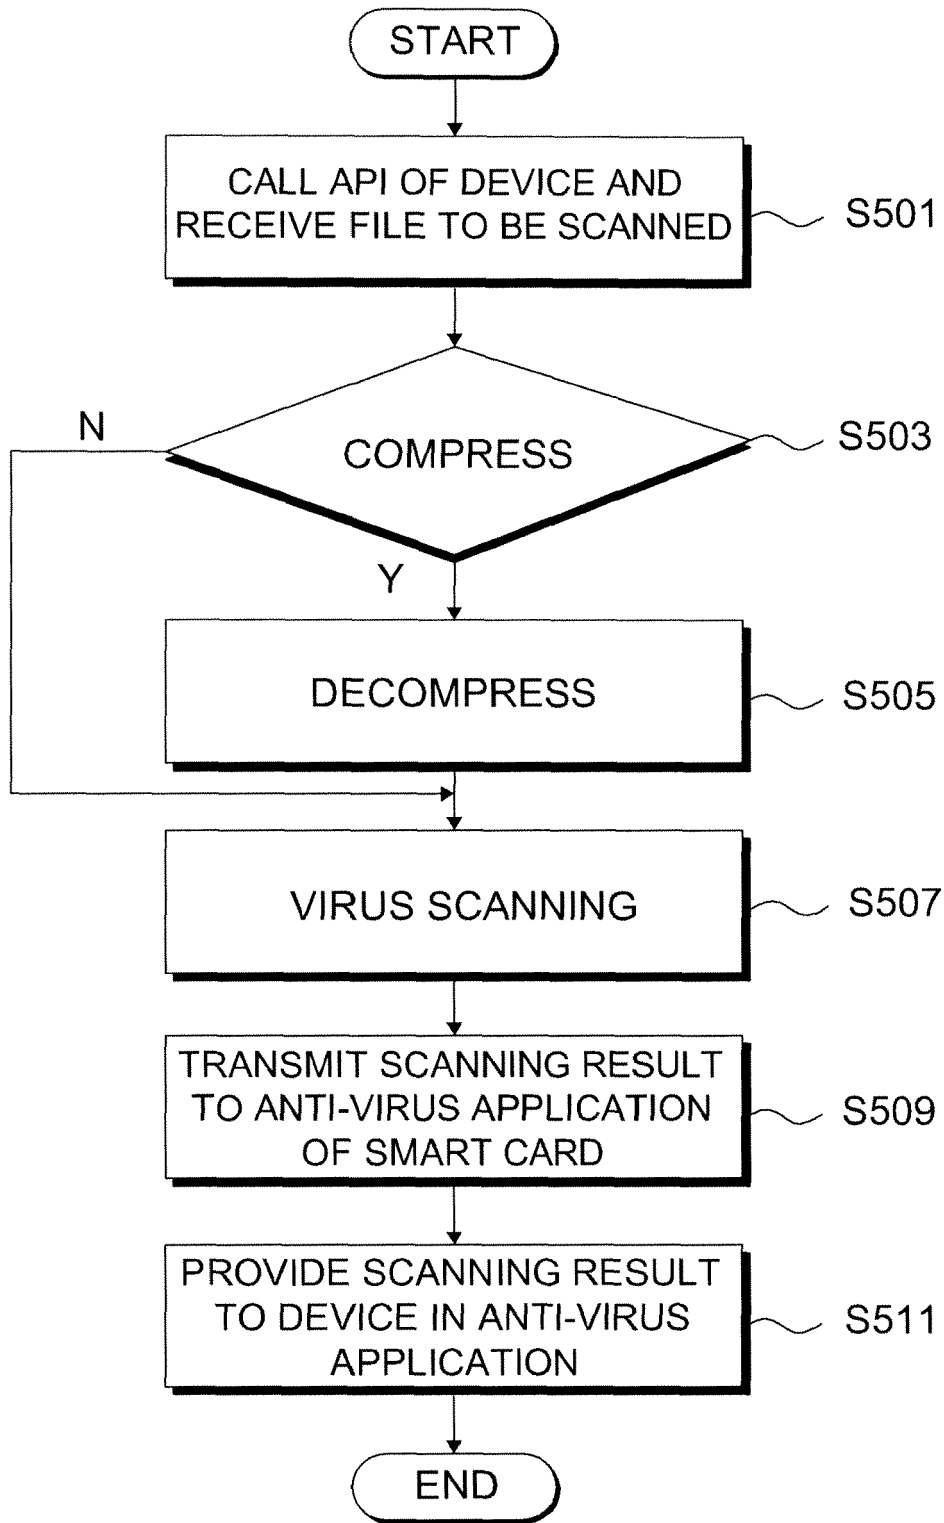 START
CALL API OF DEVICE AND
RECEIVE FILE TO BE SCANNED
S501
N
COMPRESS
S503
Y
DECOMPRESS
S505
VIRUS SCANNING
S507
TRANSMIT SCANNING RESULT
TO ANTI-VIRUS APPLICATION
OF SMART CARD
S509
PROVIDE SCANNING RESULT
TO DEVICE IN ANTI-VIRUS
APPLICATION
S511
END